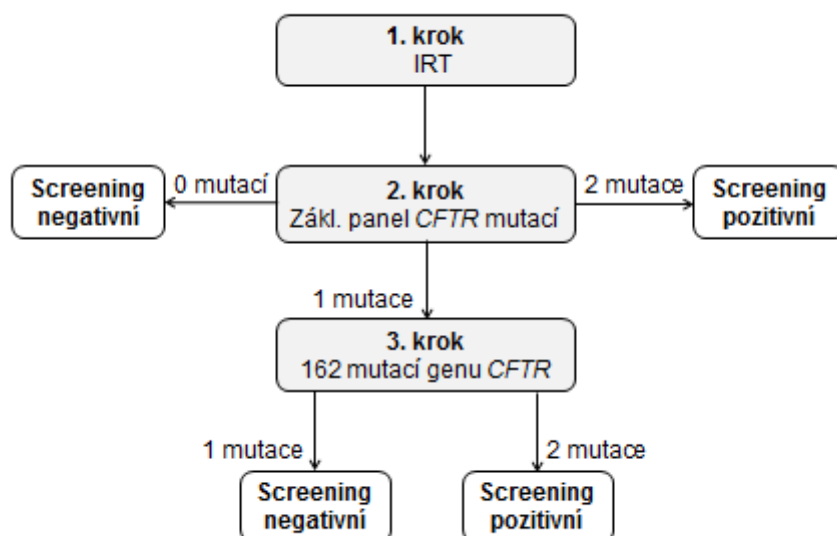 1. krok
IRT
Screening
negativní
0 mutací
2. krok
Zákl. panel CFTR mutací
2 mutace
Screening
pozitivní
1 mutace
3. krok
162 mutací genu CFTR
1 mutace
2 mutace
Screening
negativní
Screening
pozitivní